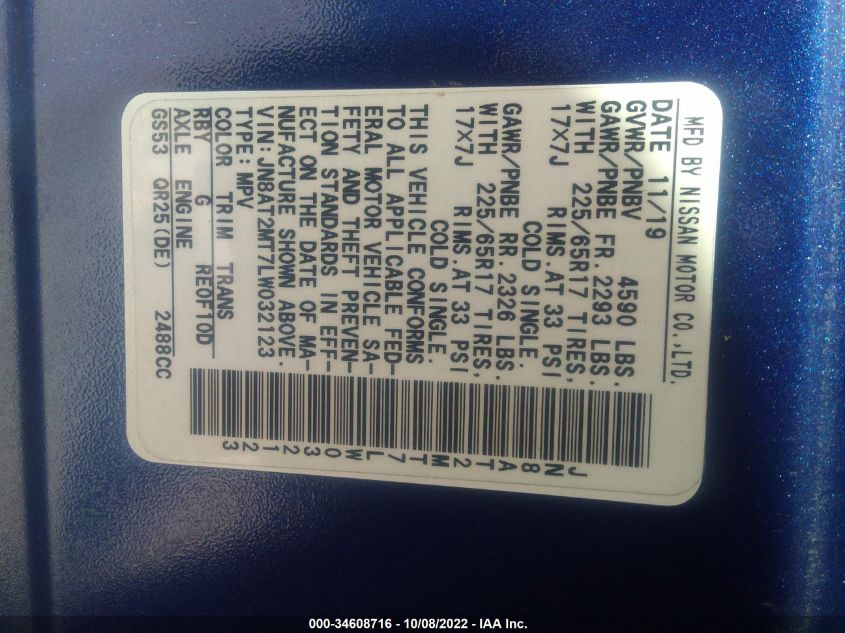 MFD BY NISSAN MOTOR CO.,LTD.
DATE 11/19
GVWR/PNBV 4590 LBS.
GAWR/PNBE FR. 2293 LBS.
WITH 225/65R17 TIRES,
17X7J RIMS.AT 33 PSI
COLD SINGLE.
GAWR/PNBE RR. 2326 LBS.
WITH 225/65R17 TIRES,
17X7J RIMS.AT 33 PSI
COLD SINGLE.
THIS VEHICLE CONFORMS
TO ALL APPLICABLE FED-
ERAL MOTOR VEHICLE SA-
FETY AND THEFT PREVEN-
TION STANDARDS IN EFF-
ECT ON THE DATE OF MA-
NUFACTURE SHOWN ABOVE.
VIN: JN8AT2MT7LW032123
TYPE: MPV
COLOR TRIM TRANS
RBY G RE0F10D
AXLE ENGINE
GS53 QR25(DE) 2488CC
JN8AT2MT7LW032123
000-34608716 - 10/08/2022 - IAA Inc.